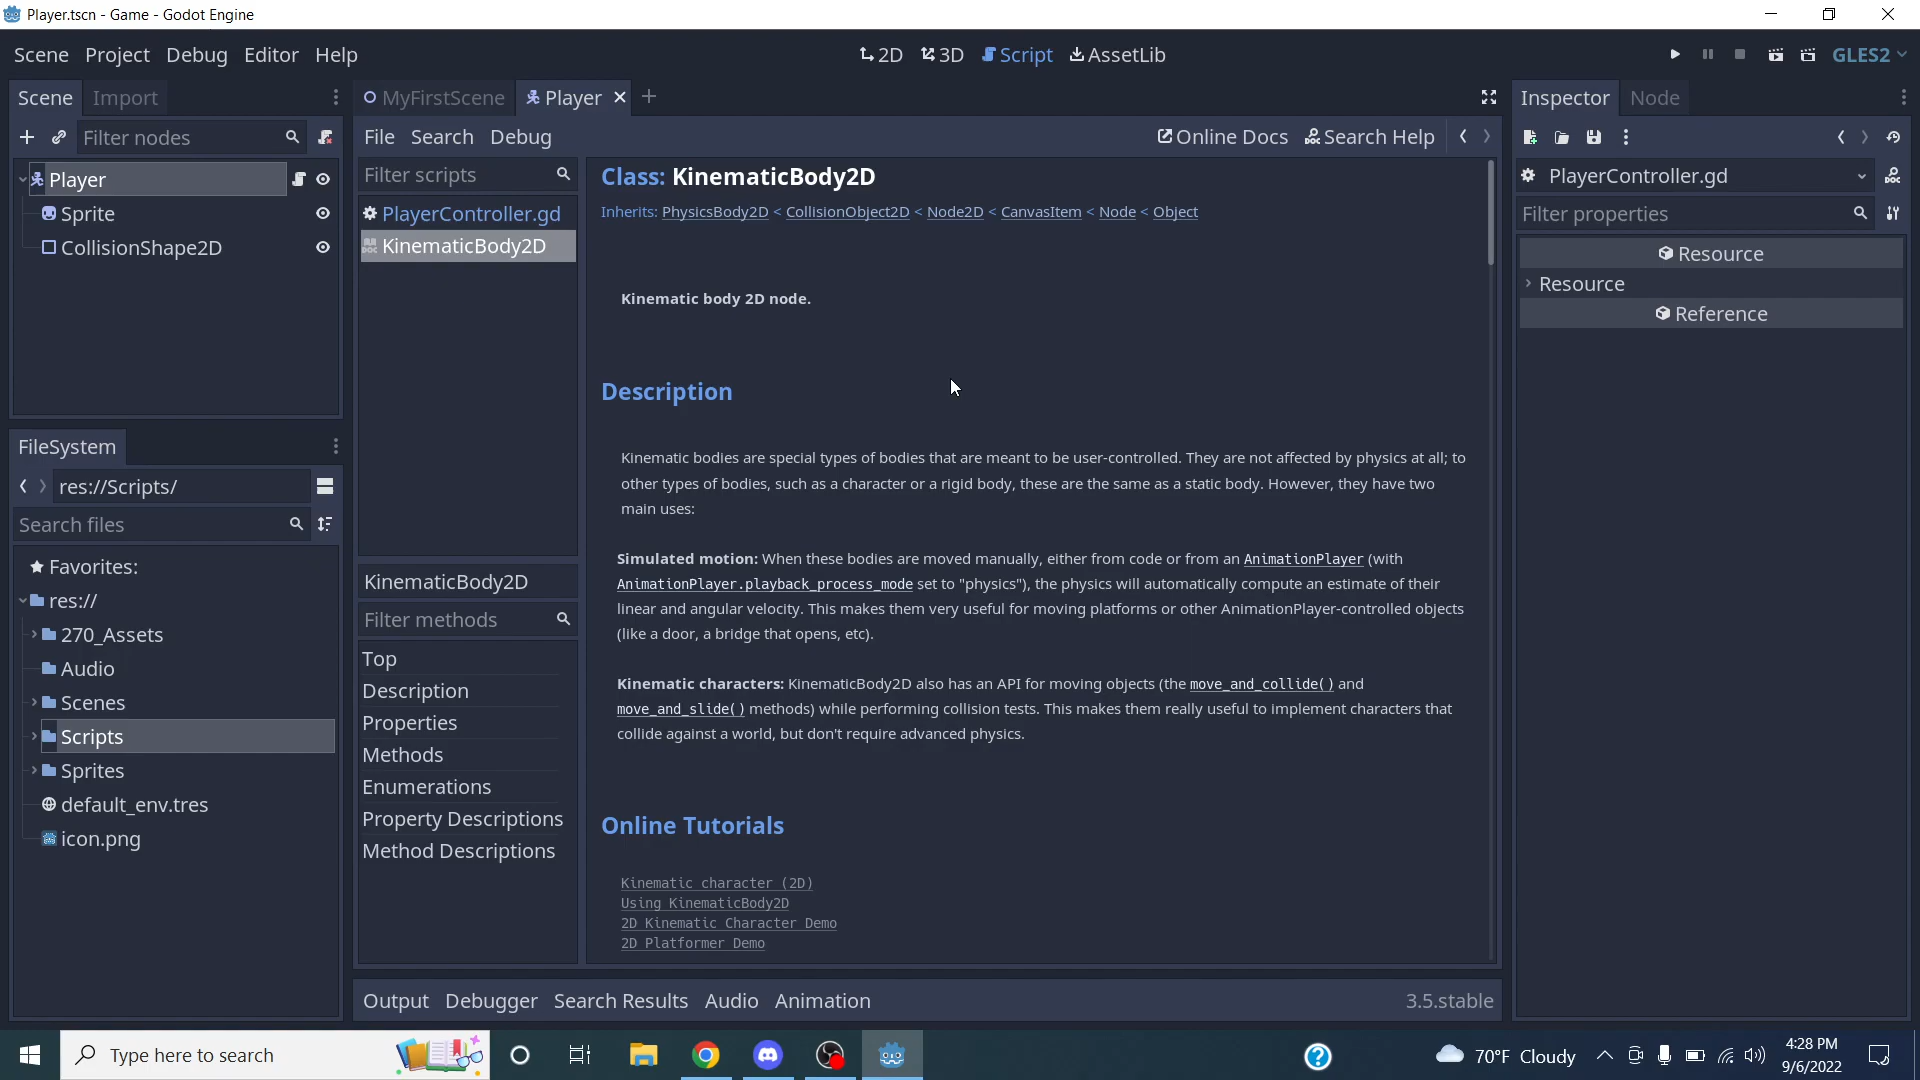 Player.tscn - Game - Godot Engine
Scene Project Debug Editor Help
2D 3D Script AssetLib
GLES2
Scene Import
MyFirstScene Player
Inspector Node
Filter nodes
File Search Debug
Online Docs Search Help
Player
Sprite
CollisionShape2D
Filter scripts
PlayerController.gd
KinematicBody2D
Class: KinematicBody2D
Inherits: PhysicsBody2D < CollisionObject2D < Node2D < CanvasItem < Node < Object
Kinematic body 2D node.
Description
Kinematic bodies are special types of bodies that are meant to be user-controlled. They are not affected by physics at all; to
other types of bodies, such as a character or a rigid body, these are the same as a static body. However, they have two
main uses:
Simulated motion: When these bodies are moved manually, either from code or from an AnimationPlayer (with
AnimationPlayer.playback_process_mode set to "physics"), the physics will automatically compute an estimate of their
linear and angular velocity. This makes them very useful for moving platforms or other AnimationPlayer-controlled objects
(like a door, a bridge that opens, etc).
Kinematic characters: KinematicBody2D also has an API for moving objects (the move_and_collide() and
move_and_slide() methods) while performing collision tests. This makes them really useful to implement characters that
collide against a world, but don't require advanced physics.
Online Tutorials
Kinematic character (2D)
Using KinematicBody2D
2D Kinematic Character Demo
2D Platformer Demo
PlayerController.gd
Filter properties
Resource
Resource
Reference
FileSystem
res://Scripts/
Search files
Favorites:
res://
270_Assets
Audio
Scenes
Scripts
Sprites
default_env.tres
icon.png
KinematicBody2D
Filter methods
Top
Description
Properties
Methods
Enumerations
Property Descriptions
Method Descriptions
Output Debugger Search Results Audio Animation
3.5.stable
Type here to search
70°F Cloudy
4:28 PM
9/6/2022